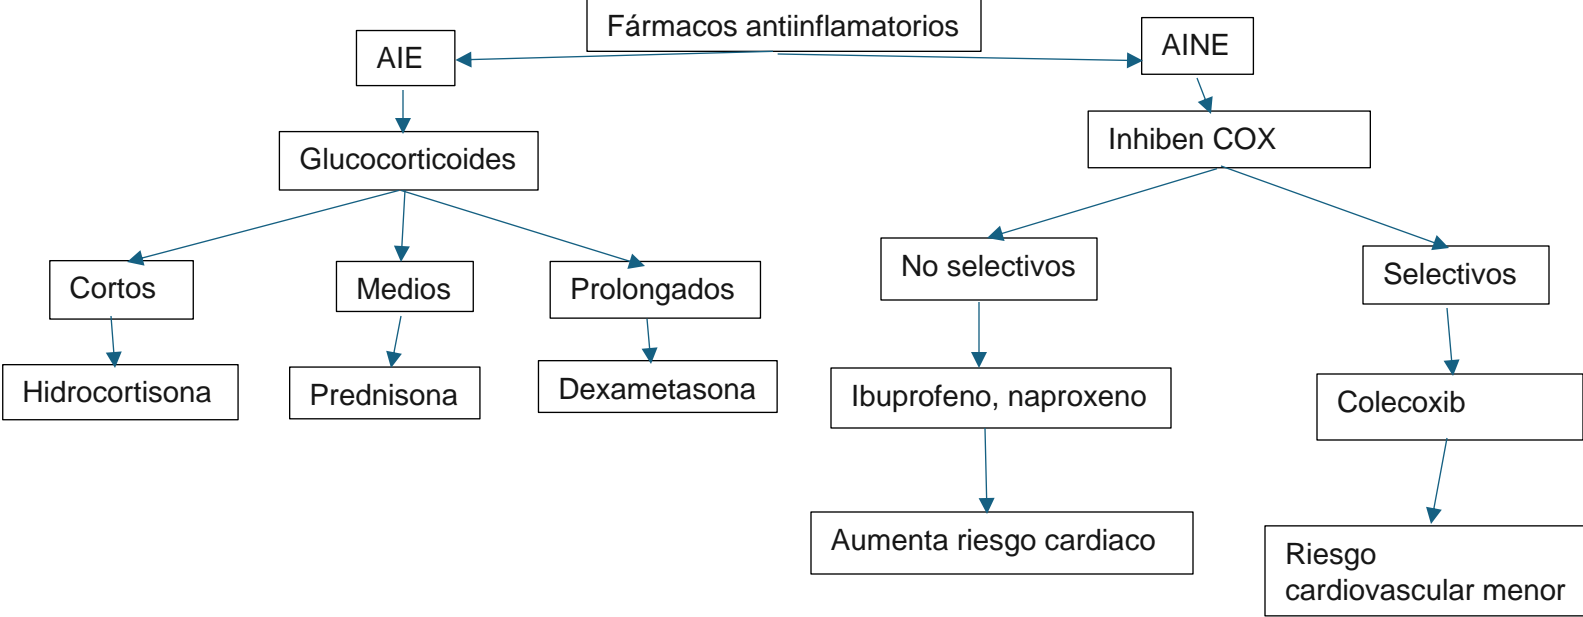 Fármacos antiinflamatorios
AIE
AINE
Glucocorticoides
Inhiben COX
Cortos
Medios
Prolongados
No selectivos
Selectivos
Hidrocortisona
Prednisona
Dexametasona
Ibuprofeno, naproxeno
Colecoxib
Aumenta riesgo cardiaco
Riesgo
cardiovascular menor